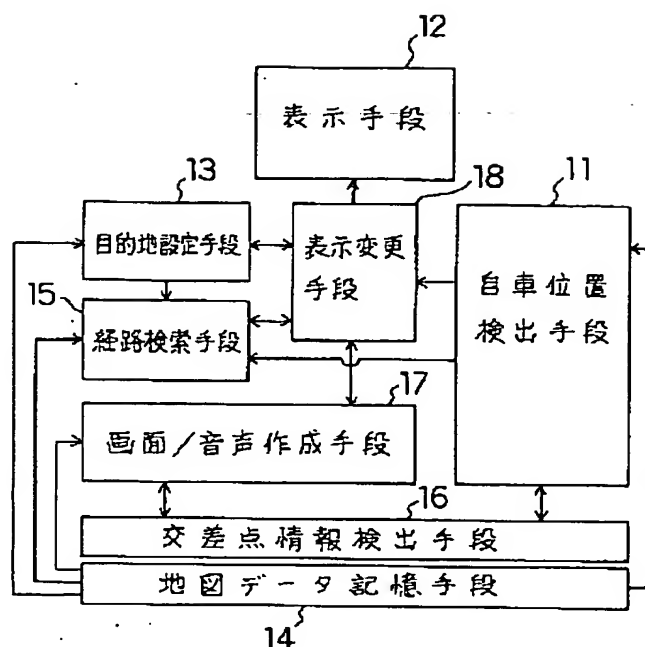 12
表示手段
13
18
11
目的地設定手段
表示変更
手段
自車位置
検出手段
15
経路検索手段
17
画面/音声作成手段
16
交差点情報検出手段
地図データ記憶手段
14